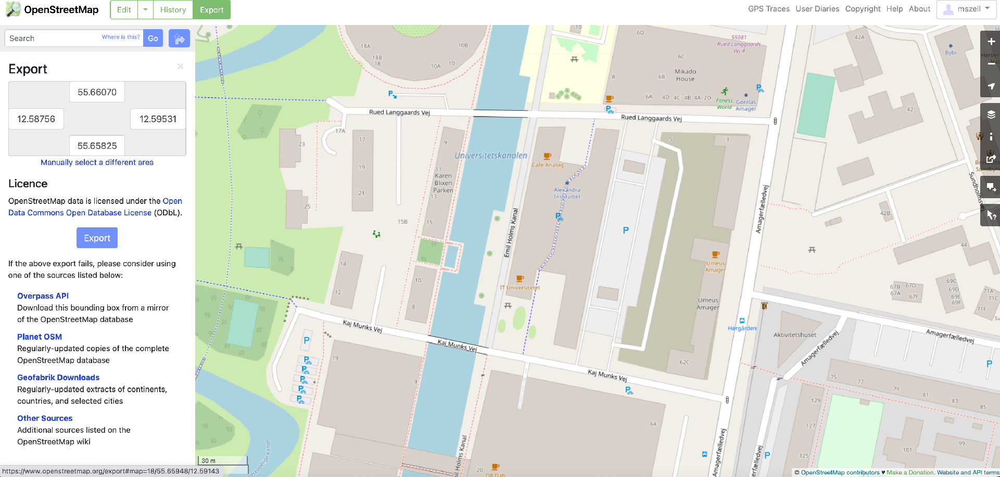 OpenStreetMap
Edit
History
Export
GPS Traces
User Diaries
Copyright
Help
About
mszell
Search
Where is this?
Go
Export
55.66070
12.58756
12.59531
55.65825
Manually select a different area
Licence
OpenStreetMap data is licensed under the Open
Data Commons Open Database License (ODbL).
Export
If the above export fails, please consider using
one of the sources listed below:
Overpass API
Download this bounding box from a mirror
of the OpenStreetMap database
Planet OSM
Regularly-updated copies of the complete
OpenStreetMap database
Geofabrik Downloads
Regularly-updated extracts of continents,
countries, and selected cities
Other Sources
Additional sources listed on the
OpenStreetMap wiki
https://www.openstreetmap.org/export#map=18/55.65948/12.59143
30 m
18A
18B
18
10B
10A
10
10
6D
6C
55081
Rued Langgaards
Vej 4
8
6B
Mikado
House
6A
4D
4C
4B
4A
2D
Fitness
World
Gorillas
Amager
42A
Bybi
42
P
Rued Langgaards Vej
Rued Langgaards Vej
17A
17
19
21
23
25
9
11
Karen
Blixen
Parken
13
15
15B
Universitetskanalen
Cafe Analog
Alexandra
Instituttet
P
P
5
3
Emil Holms Kanal
Amagerfælledvej
Sundholmsvej
42B
44
14
12
10
8
IT Universitetet
Umeus
Amager
Umeus
Amager
67B
67D
67A
67F
69C
69D
69E
69F
71A
71C
71F
Hørgården
Aktivitetshuset
Amagerfælledvej
Amagerfælledvej
Kaj Munks Vej
Kaj Munks Vej
Kaj Munks Vej
P
P
P
P
P
P
19
9
62C
P
P
75
77
79
81
83
85
129
127
125
64
99
101
Emil Holms Kanal
Amagerfælledvej
Amagerfælledvej
P
20
DR Dab
© OpenStreetMap contributors ♥ Make a Donation. Website and API terms